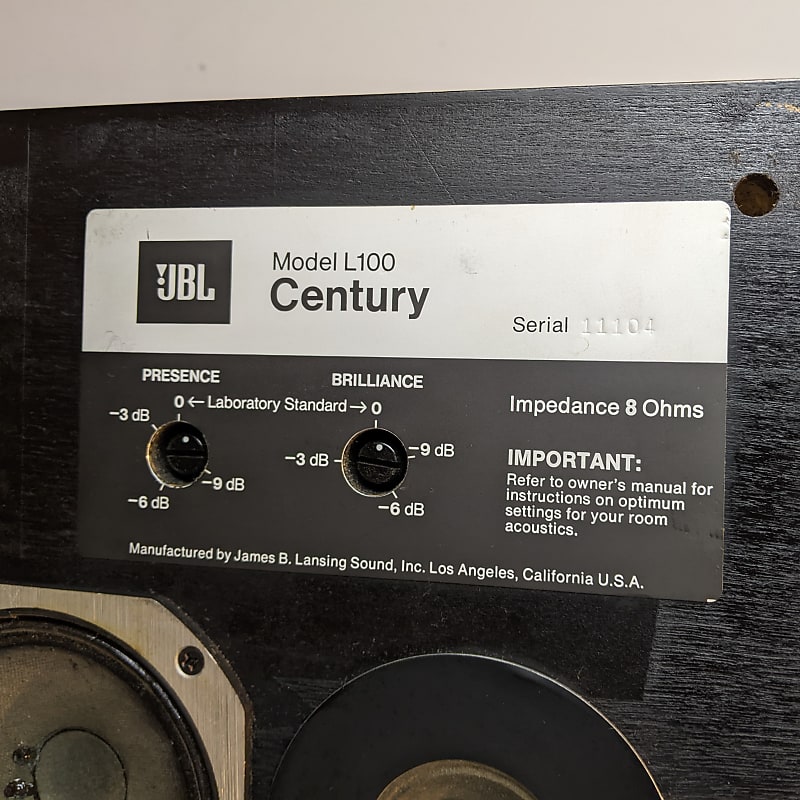 JBL
Model L100
Century
Serial 11104
PRESENCE
BRILLIANCE
0 ← Laboratory Standard → 0
–3 dB
–9 dB
–6 dB
–3 dB
–9 dB
–6 dB
Impedance 8 Ohms
IMPORTANT:
Refer to owner's manual for
instructions on optimum
settings for your room
acoustics.
Manufactured by James B. Lansing Sound, Inc. Los Angeles, California U.S.A.